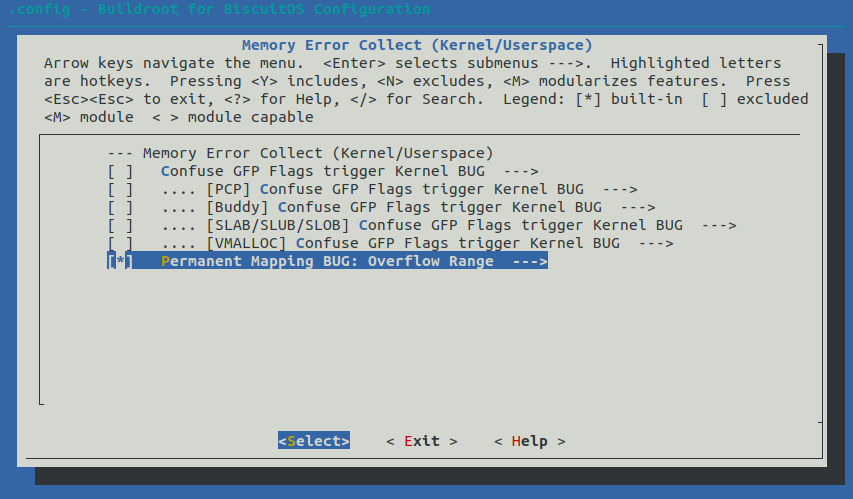 .config - Buildroot for BiscuitOS Configuration
Memory Error Collect (Kernel/Userspace)
Arrow keys navigate the menu.  <Enter> selects submenus --->.  Highlighted letters
are hotkeys.  Pressing <Y> includes, <N> excludes, <M> modularizes features.  Press
<Esc><Esc> to exit, <?> for Help, </> for Search.  Legend: [*] built-in  [ ] excluded
<M> module  < > module capable
--- Memory Error Collect (Kernel/Userspace)
[ ]   Confuse GFP Flags trigger Kernel BUG  --->
[ ]   .... [PCP] Confuse GFP Flags trigger Kernel BUG  --->
[ ]   .... [Buddy] Confuse GFP Flags trigger Kernel BUG  --->
[ ]   .... [SLAB/SLUB/SLOB] Confuse GFP Flags trigger Kernel BUG  --->
[ ]   .... [VMALLOC] Confuse GFP Flags trigger Kernel BUG  --->
[*]   Permanent Mapping BUG: Overflow Range  --->
<Select>    < Exit >    < Help >